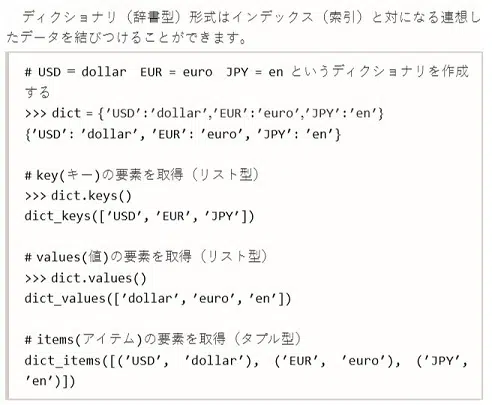 ディクショナリ（辞書型）形式はインデックス（索引）と対になる連想し
たデータを結びつけることができます。
# USD = dollar　EUR = euro　JPY = en というディクショナリを作成
する
>>> dict = {’USD’:’dollar’,’EUR’:’euro’,’JPY’:’en’}
{’USD’: ’dollar’, ’EUR’: ’euro’, ’JPY’: ’en’}
# key(キー)の要素を取得（リスト型）
>>> dict.keys()
dict_keys([’USD’, ’EUR’, ’JPY’])
# values(値)の要素を取得（リスト型）
>>> dict.values()
dict_values([’dollar’, ’euro’, ’en’])
# items(アイテム)の要素を取得（タプル型）
dict_items([(’USD’, ’dollar’), (’EUR’, ’euro’), (’JPY’,
’en’)])